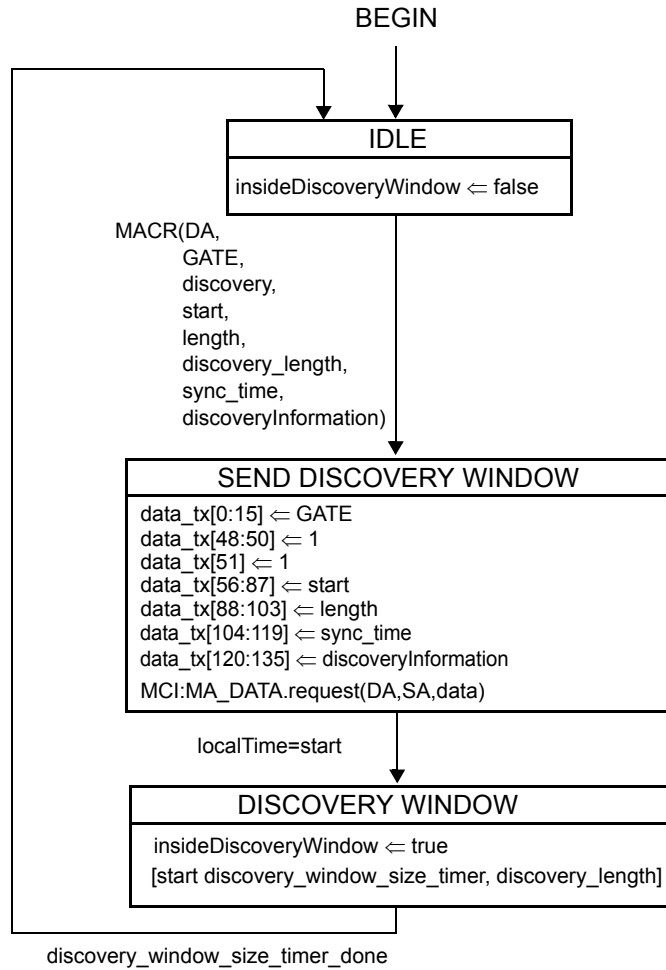 BEGIN
IDLE
insideDiscoveryWindow ⇐ false
MACR(DA,
GATE,
discovery,
start,
length,
discovery_length,
sync_time,
discoveryInformation)
SEND DISCOVERY WINDOW
data_tx[0:15] ⇐ GATE
data_tx[48:50] ⇐ 1
data_tx[51] ⇐ 1
data_tx[56:87] ⇐ start
data_tx[88:103] ⇐ length
data_tx[104:119] ⇐ sync_time
data_tx[120:135] ⇐ discoveryInformation
MCI:MA_DATA.request(DA,SA,data)
localTime=start
DISCOVERY WINDOW
insideDiscoveryWindow ⇐ true
[start discovery_window_size_timer, discovery_length]
discovery_window_size_timer_done